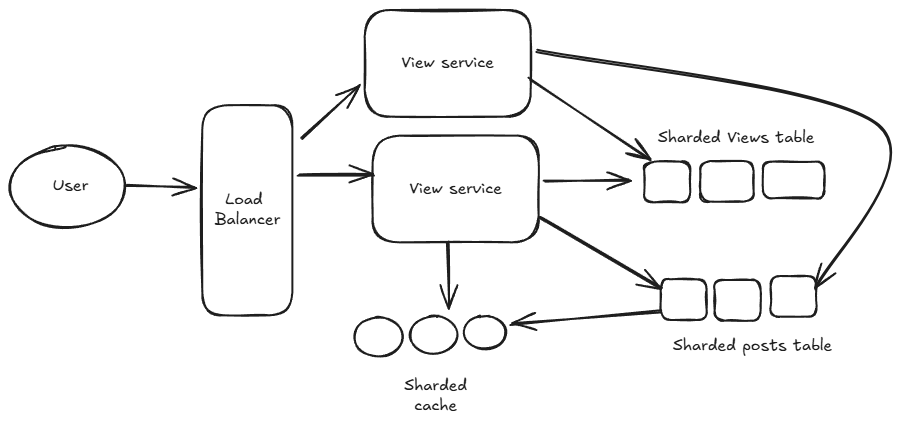 View service
Sharded Views table
User
View service
Load
Balancer
Sharded posts table
Sharded
cache